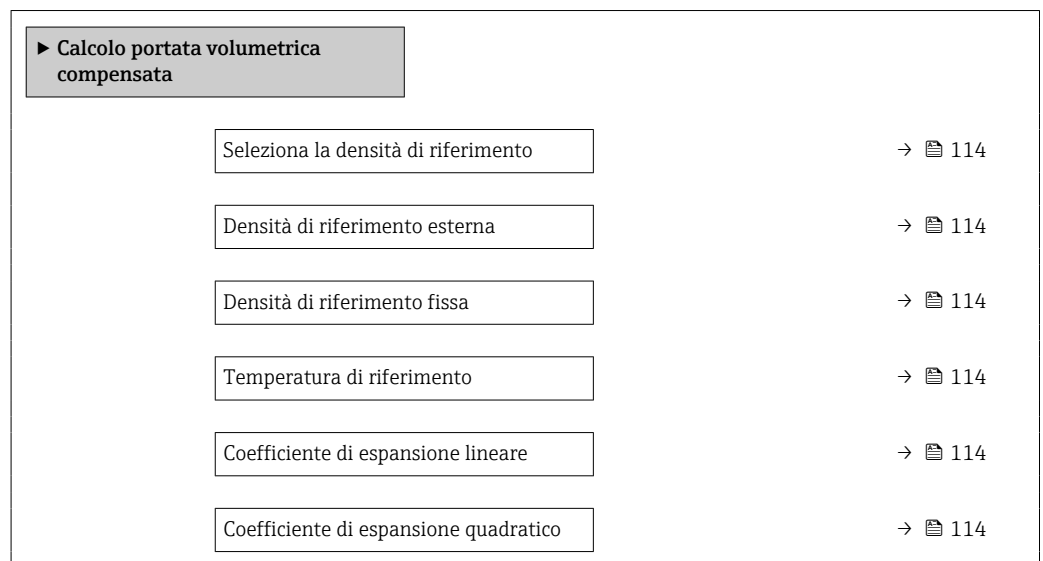 ► Calcolo portata volumetrica
compensata
Seleziona la densità di riferimento → 114
Densità di riferimento esterna → 114
Densità di riferimento fissa → 114
Temperatura di riferimento → 114
Coefficiente di espansione lineare → 114
Coefficiente di espansione quadratico → 114